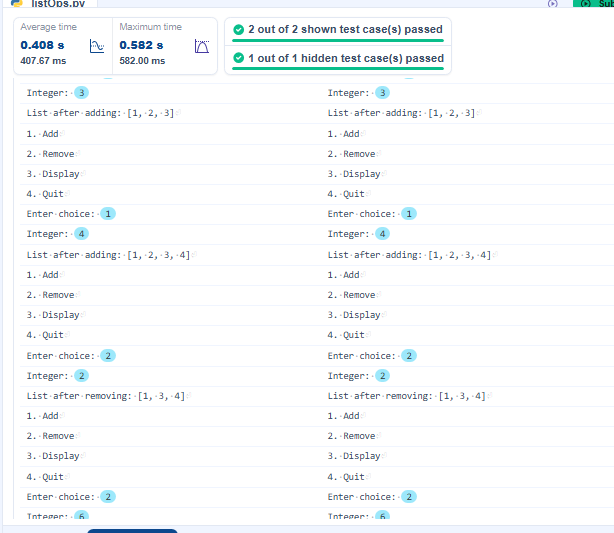 listOps.py
Sub
Average time
Maximum time
0.408 s
0.582 s
407.67 ms
582.00 ms
2 out of 2 shown test case(s) passed
1 out of 1 hidden test case(s) passed
Integer:·3 Integer:·3
List·after·adding:·[1,·2,·3] List·after·adding:·[1,·2,·3]
1.·Add 1.·Add
2.·Remove 2.·Remove
3.·Display 3.·Display
4.·Quit 4.·Quit
Enter·choice:·1 Enter·choice:·1
Integer:·4 Integer:·4
List·after·adding:·[1,·2,·3,·4] List·after·adding:·[1,·2,·3,·4]
1.·Add 1.·Add
2.·Remove 2.·Remove
3.·Display 3.·Display
4.·Quit 4.·Quit
Enter·choice:·2 Enter·choice:·2
Integer:·2 Integer:·2
List·after·removing:·[1,·3,·4] List·after·removing:·[1,·3,·4]
1.·Add 1.·Add
2.·Remove 2.·Remove
3.·Display 3.·Display
4.·Quit 4.·Quit
Enter·choice:·2 Enter·choice:·2
Integer:·6 Integer:·6